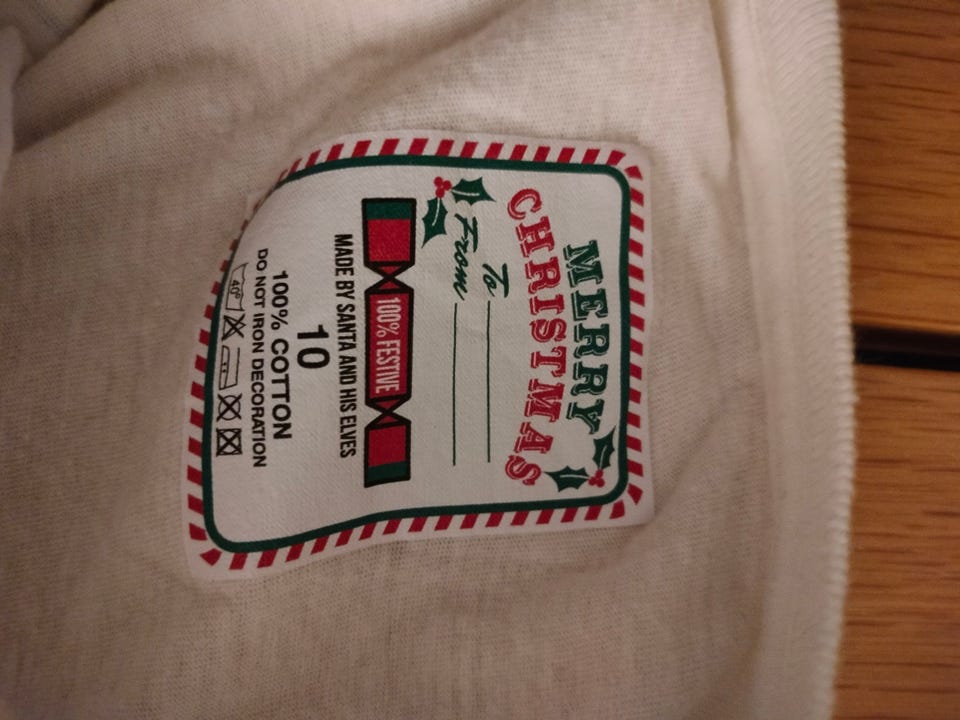 MERRY
CHRISTMAS
To
From
100% FESTIVE
MADE BY SANTA AND HIS ELVES
10
100% COTTON
DO NOT IRON DECORATION
40°